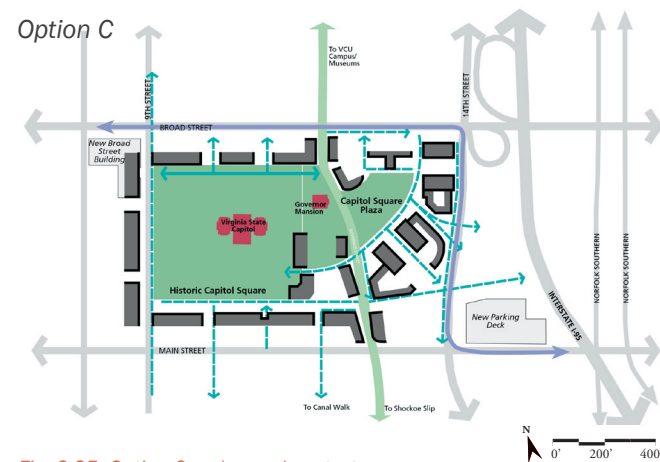 Option C
To VCU
Campus/
Museums
9TH STREET
14TH STREET
BROAD STREET
New Broad
Street
Building
Governor
Mansion
Capitol Square
Plaza
Virginia State
Capitol
Historic Capitol Square
INTERSTATE I-95
NORFOLK SOUTHERN
NORFOLK SOUTHERN
New Parking
Deck
MAIN STREET
To Canal Walk
To Shockoe Slip
N
0'
200'
400